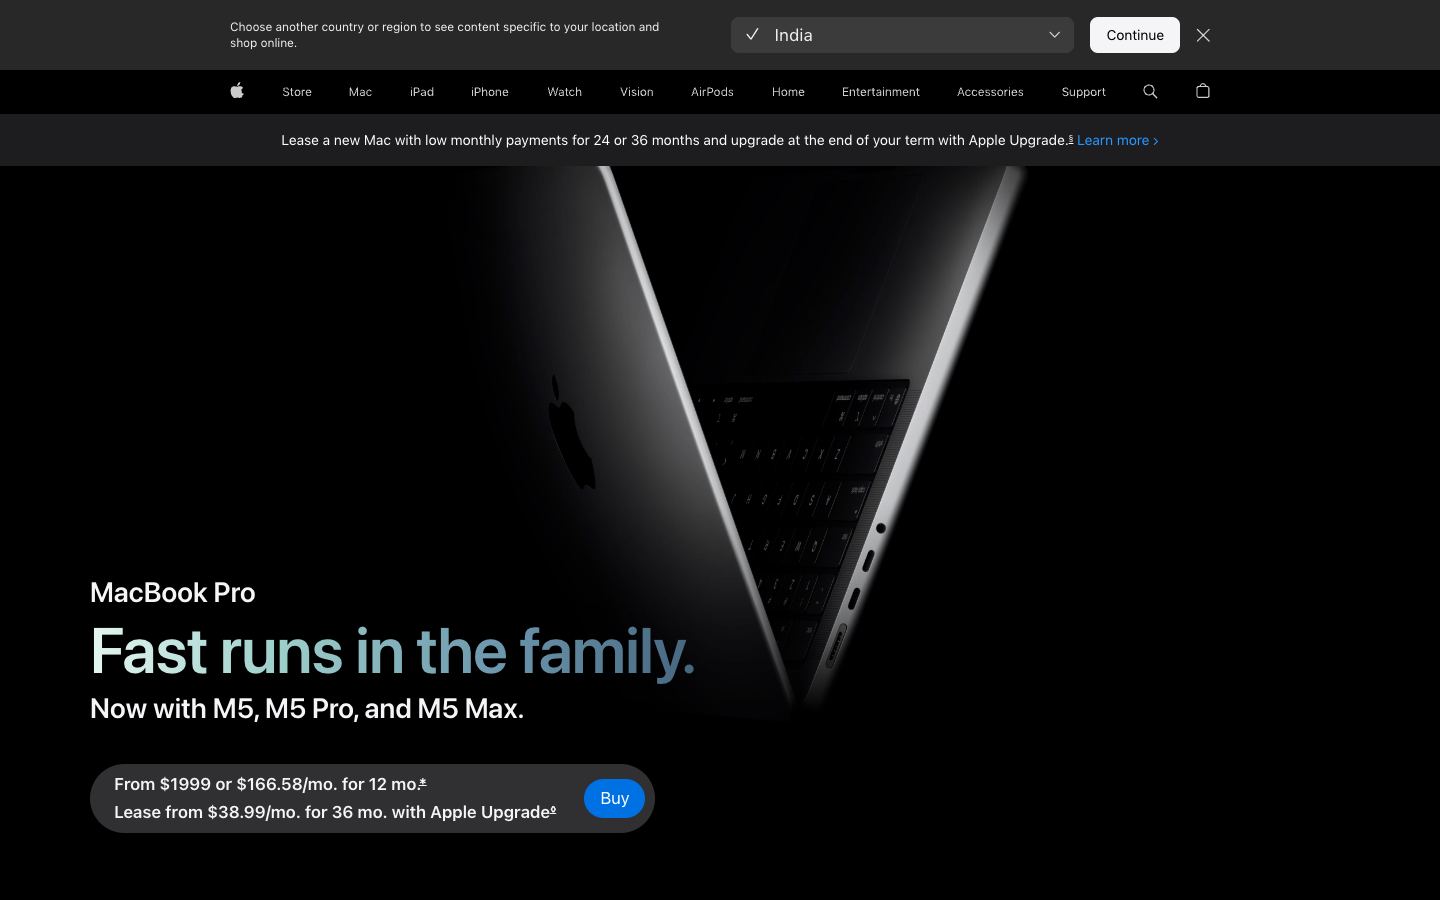 Choose another country or region to see content specific to your location and
shop online.
India
Continue
Store Mac iPad iPhone Watch Vision AirPods Home Entertainment Accessories Support
Lease a new Mac with low monthly payments for 24 or 36 months and upgrade at the end of your term with Apple Upgrade.§ Learn more >
MacBook Pro
Fast runs in the family.
Now with M5, M5 Pro, and M5 Max.
From $1999 or $166.58/mo. for 12 mo.*
Lease from $38.99/mo. for 36 mo. with Apple Upgrade◊
Buy